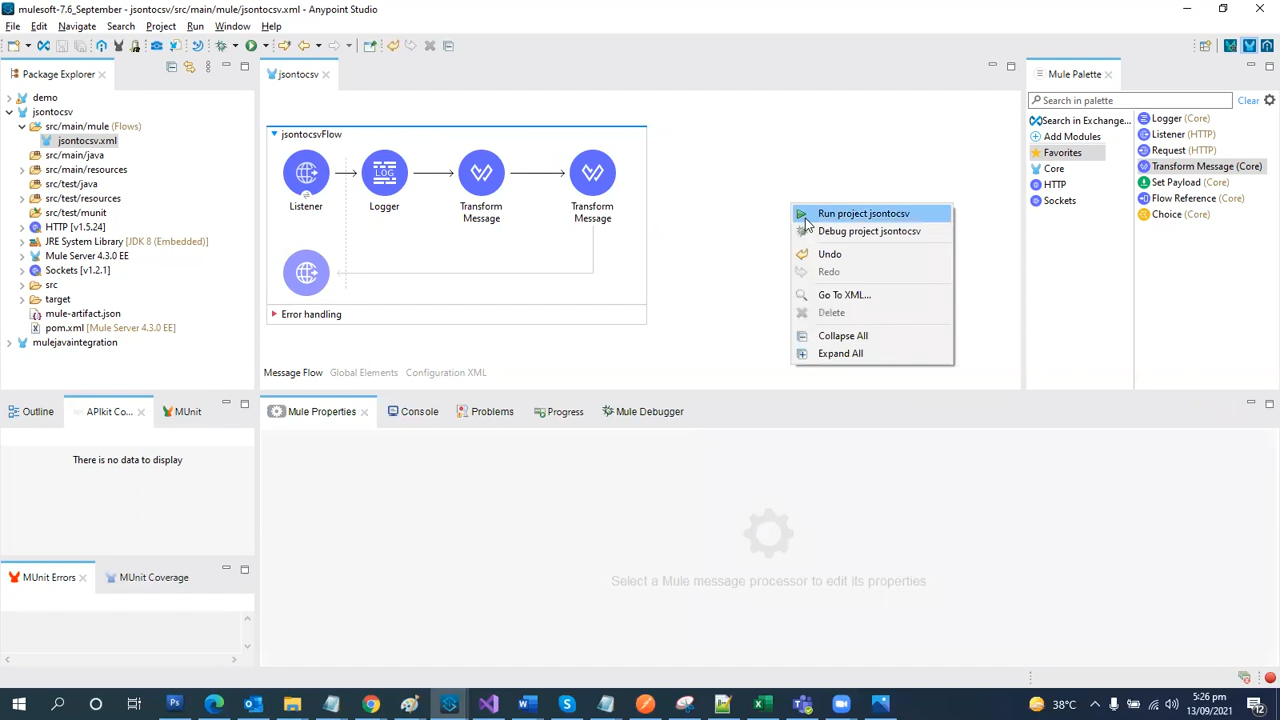 mulesoft-7.6_September - jsontocsv/src/main/mule/jsontocsv.xml - Anypoint Studio
File Edit Navigate Search Project Run Window Help
Package Explorer
demo
jsontocsv
src/main/mule (Flows)
jsontocsv.xml
src/main/java
src/main/resources
src/test/java
src/test/resources
src/test/munit
HTTP [v1.5.24]
JRE System Library [JDK 8 (Embedded)]
Mule Server 4.3.0 EE
Sockets [v1.2.1]
src
target
mule-artifact.json
pom.xml [Mule Server 4.3.0 EE]
mulejavaintegration
jsontocsv
jsontocsvFlow
LOG
Listener
Logger
Transform Message
Transform Message
Error handling
Run project jsontocsv
Debug project jsontocsv
Undo
Redo
Go To XML...
Delete
Collapse All
Expand All
Message Flow Global Elements Configuration XML
Mule Palette
Search in palette
Clear
Search in Exchange...
Add Modules
Favorites
Core
HTTP
Sockets
Logger (Core)
Listener (HTTP)
Request (HTTP)
Transform Message (Core)
Set Payload (Core)
Flow Reference (Core)
Choice (Core)
Outline
APIkit Co...
MUnit
There is no data to display
MUnit Errors
MUnit Coverage
Mule Properties
Console
Problems
Progress
Mule Debugger
Select a Mule message processor to edit its properties
38°C
5:26 pm
13/09/2021
12